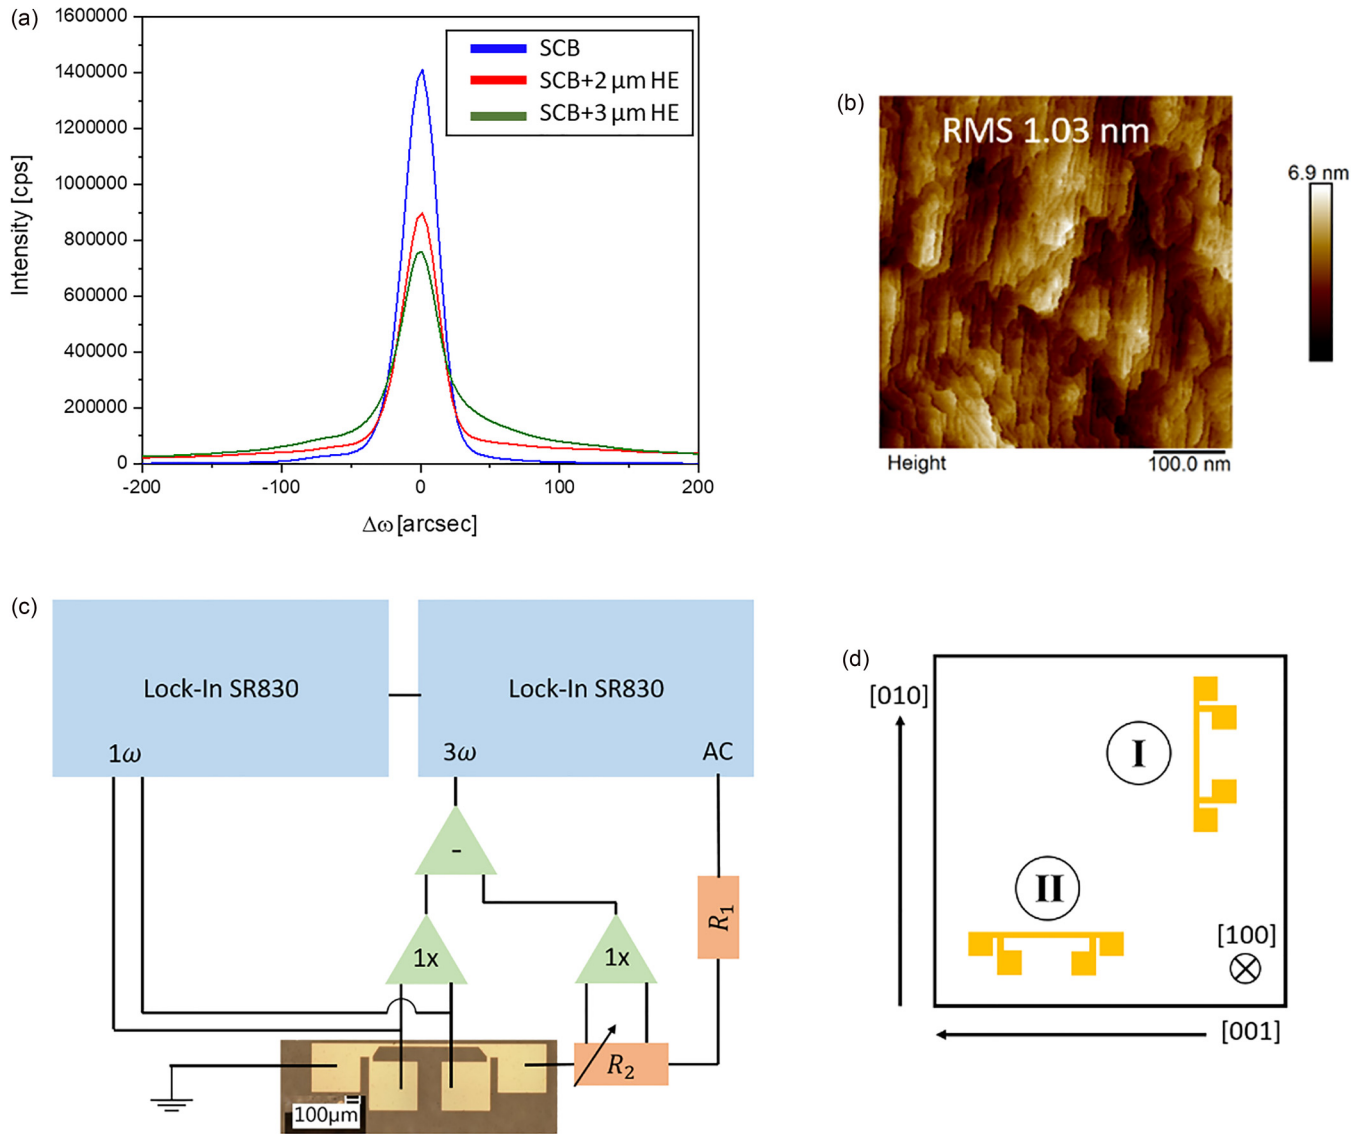 (a)
1600000
1400000
1200000
1000000
800000
600000
400000
200000
0
Intensity [cps]
-200
-100
0
100
200
Δω [arcsec]
SCB
SCB+2 µm HE
SCB+3 µm HE
(b)
RMS 1.03 nm
6.9 nm
Height
100.0 nm
(c)
Lock-In SR830
Lock-In SR830
1ω
3ω
AC
-
1x
1x
R₁
R₂
100µm
(d)
[010]
I
II
[100]
[001]